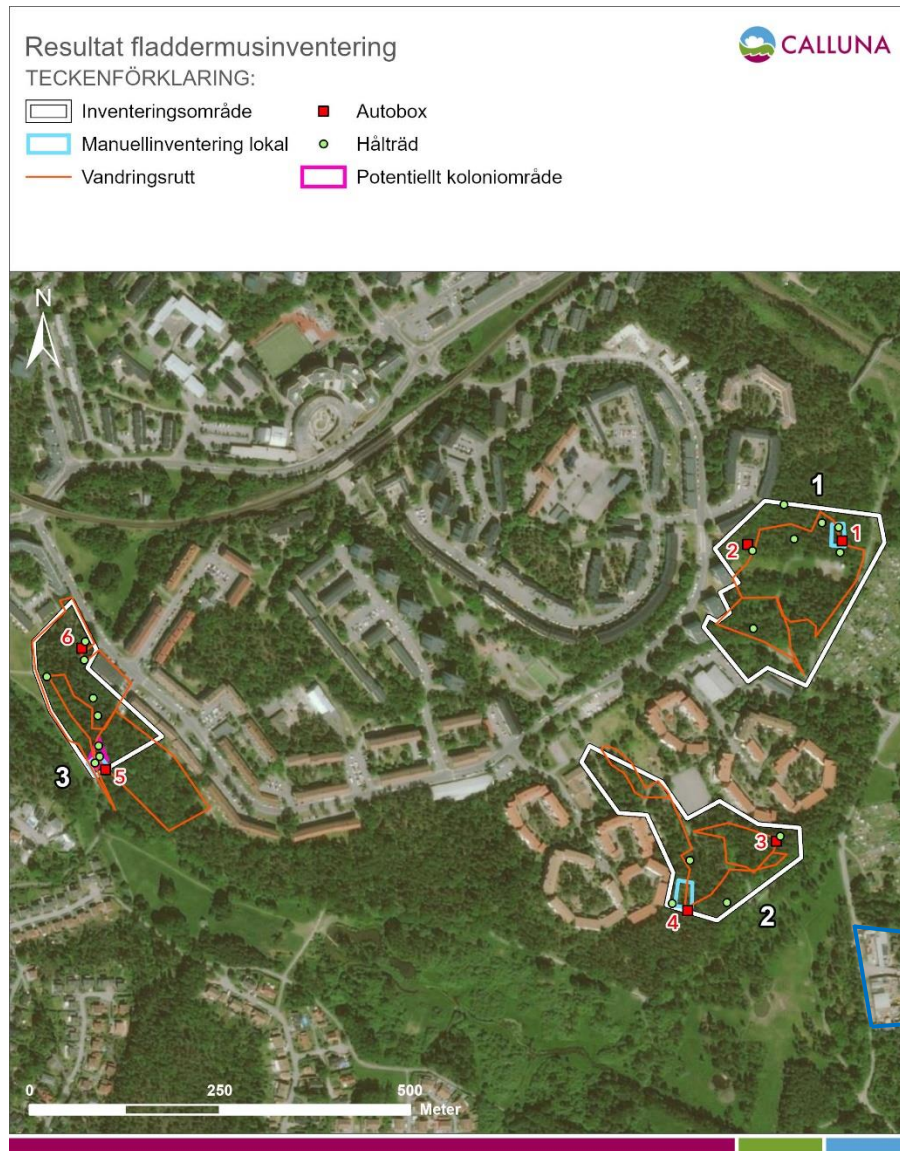 Resultat fladdermusinventering
CALLUNA
TECKENFÖRKLARING:
Inventeringsområde
Autobox
Manuellinventering lokal
Hålträd
Vandringsrutt
Potentiellt koloniområde
N
1
1
2
6
3
5
3
4
2
0 250 500
Meter